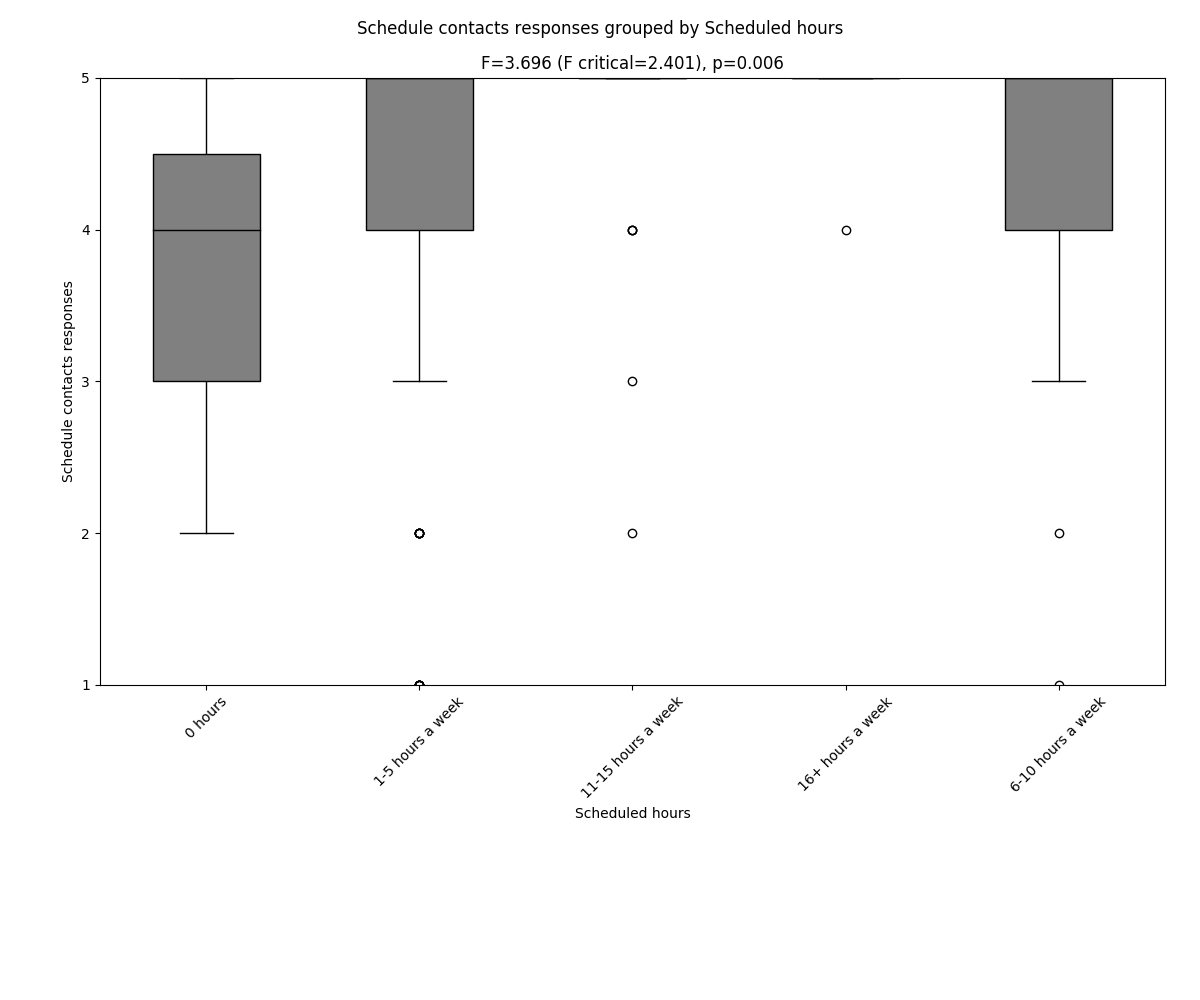 Schedule contacts responses grouped by Scheduled hours
F=3.696 (F critical=2.401), p=0.006
5
4
3
2
1
Schedule contacts responses
0 hours
1-5 hours a week
11-15 hours a week
16+ hours a week
6-10 hours a week
Scheduled hours